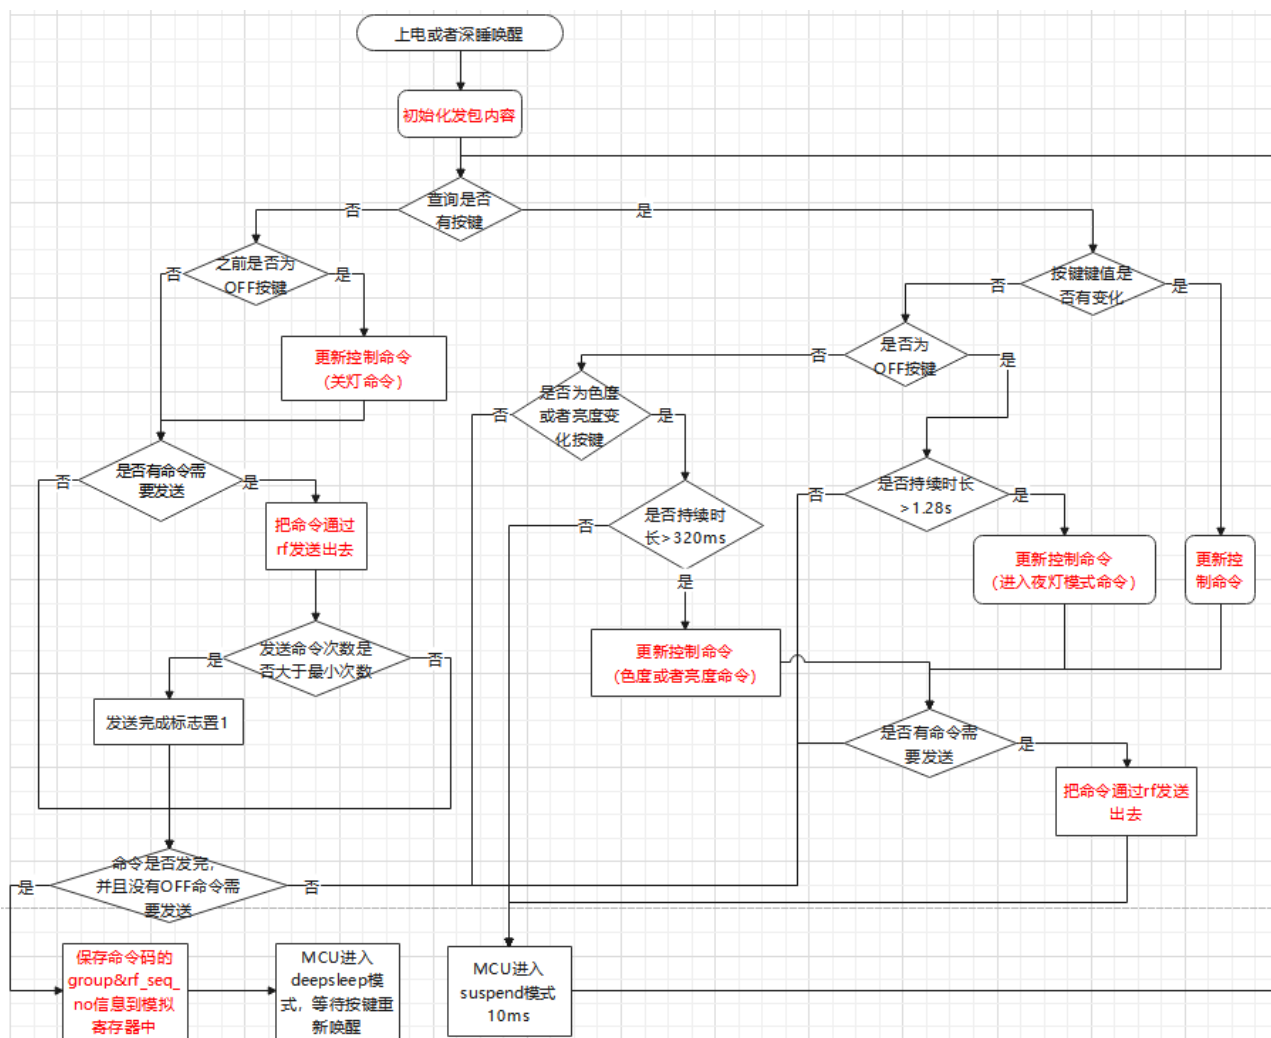 上电或者深睡唤醒
初始化发包内容
查询是否
有按键
否
是
之前是否为
OFF按键
否
是
按键键值是
否有变化
否
是
更新控制命令
（关灯命令）
是否为
OFF按键
否
是
是否为色度
或者亮度变
化按键
否
是
是否有命令需
要发送
否
是
是否持续时长
>1.28s
否
是
把命令通过
rf发送出去
是否持续时
长>320ms
否
是
更新控制命令
（进入夜灯模式命令）
更新控
制命令
发送命令次数是
否大于最小次数
是
否
更新控制命令
（色度或者亮度命令）
发送完成标志置1
是否有命令需
要发送
是
把命令通过rf发送
出去
命令是否发完，
并且没有OFF命令需
要发送
是
否
保存命令码的
group&rf_seq_
no信息到模拟
寄存器中
MCU进入
deepsleep模
式，等待按键重
新唤醒
MCU进入
suspend模式
10ms